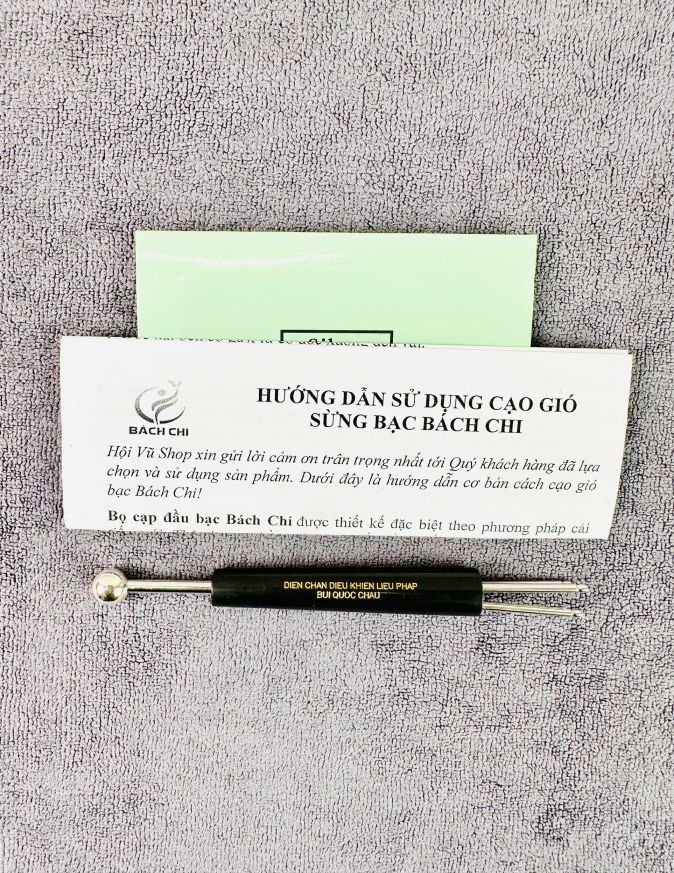 HƯỚNG DẪN SỬ DỤNG CẠO GIÓ
SỪNG BẠC BÁCH CHI
BÁCH CHI
Hội Vũ Shop xin gửi lời cảm ơn trân trọng nhất tới Quý khách hàng đã lựa
chọn và sử dụng sản phẩm. Dưới đây là hướng dẫn cơ bản cách cạo gió
bạc Bách Chi!
Bọ cạp đầu bạc Bách Chi được thiết kế đặc biệt theo phương pháp cải
DIEN CHAN DIEU KHIEN LIEU PHAP
BUI QUOC CHAU